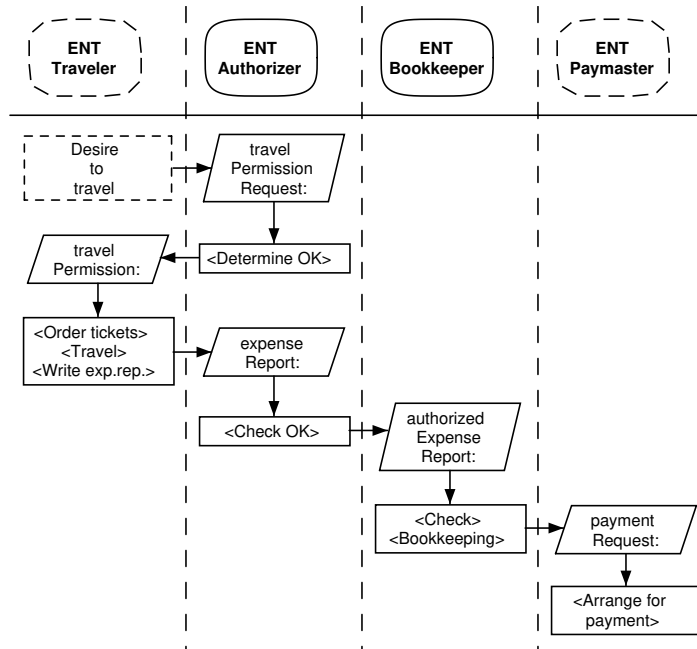 ENT
Traveler
ENT
Authorizer
ENT
Bookkeeper
ENT
Paymaster
Desire
to
travel
travel
Permission
Request:
travel
Permission:
<Determine OK>
<Order tickets>
<Travel>
<Write exp.rep.>
expense
Report:
<Check OK>
authorized
Expense
Report:
<Check>
<Bookkeeping>
payment
Request:
<Arrange for
payment>